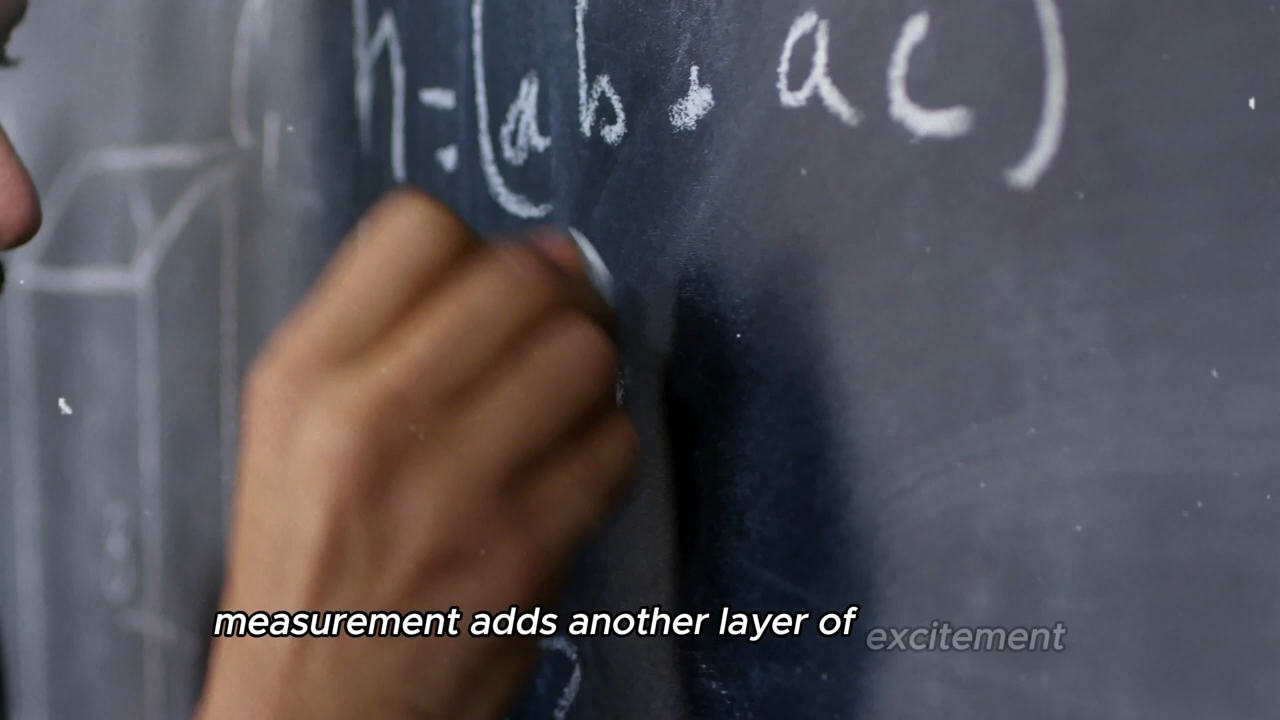 h = (ab + ac)
measurement adds another layer of excitement